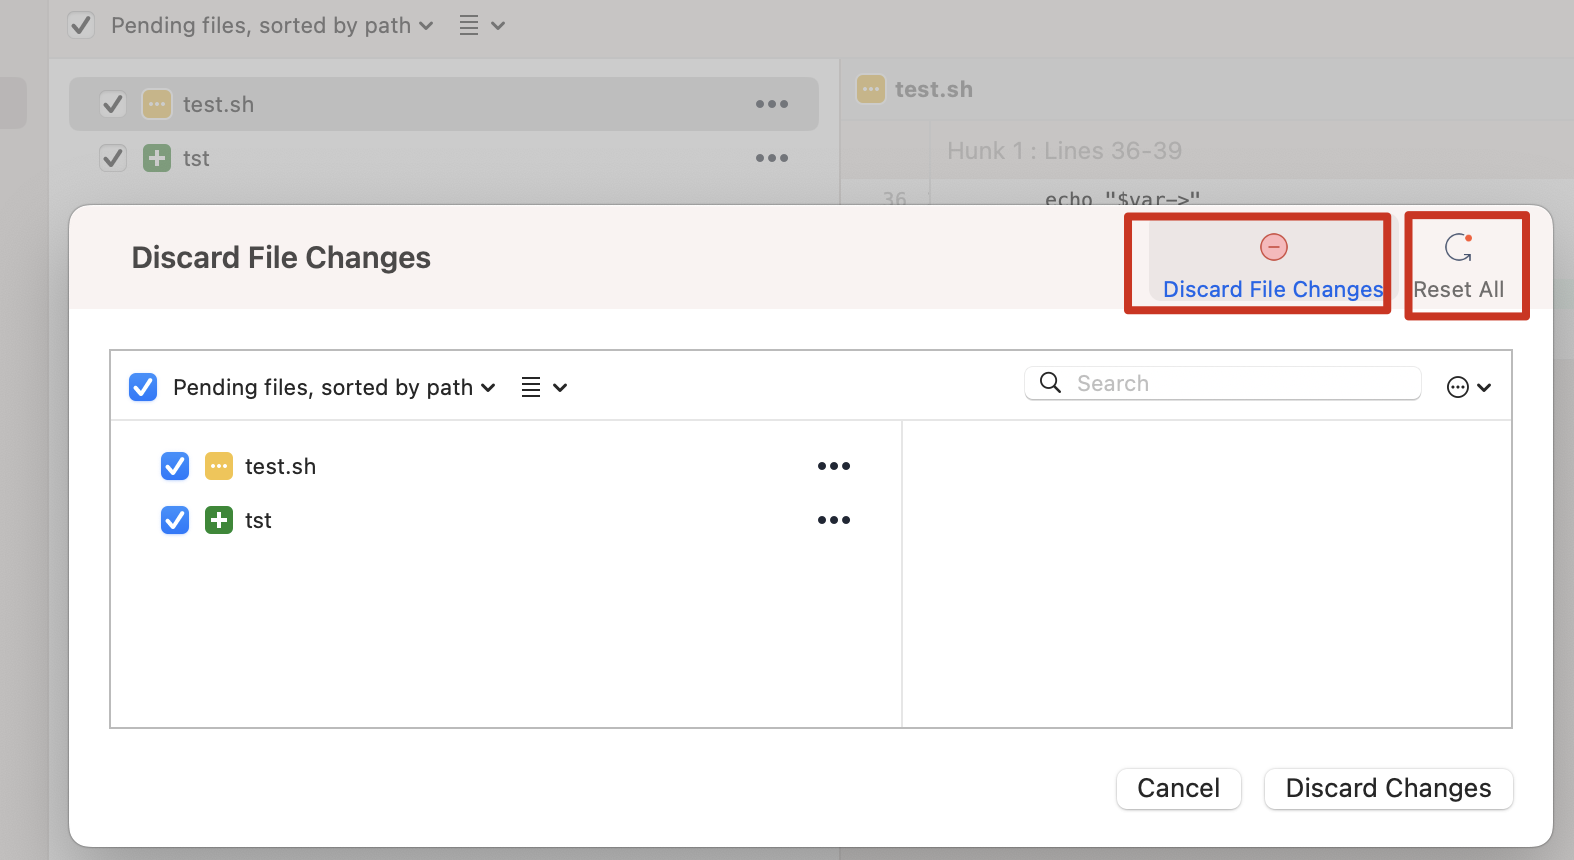 Pending files, sorted by path
test.sh
tst
test.sh
Hunk 1 : Lines 36-39
36 echo "$var->"
Discard File Changes
Discard File Changes
Reset All
Pending files, sorted by path
Search
test.sh
tst
Cancel
Discard Changes